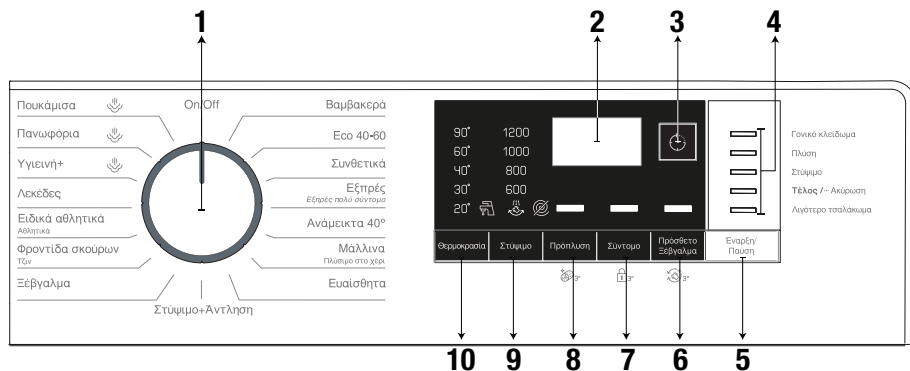 1
2
3
4
On/Off
Πουκάμισα
Πανωφόρια
Υγιεινή+
Λεκέδες
Ειδικά αθλητικά
Αθλητικά
Φροντίδα σκούρων
Τζιν
Ξέβγαλμα
Στύψιμο+Άντληση
Βαμβακερά
Eco 40-60
Συνθετικά
Εξπρές
Εξπρές πολύ σύντομο
Ανάμεικτα 40°
Μάλλινα
Πλύσιμο στο χέρι
Ευαίσθητα
90° 1200
60° 1000
40° 800
30° 600
20°
Θερμοκρασία
Στύψιμο
Πρόπλυση
Σύντομο
Πρόσθετο
Ξέβγαλμα
Έναρξη/
Παύση
3"
3"
3"
Γονικό κλείδωμα
Πλύση
Στύψιμο
Τέλος /··· Ακύρωση
Λιγότερο τσαλάκωμα
10
9
8
7
6
5